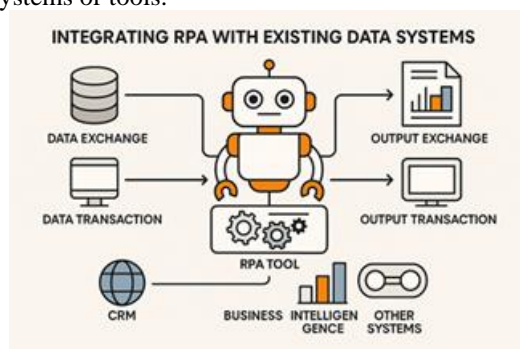 ystems or tools.
INTEGRATING RPA WITH EXISTING DATA SYSTEMS
DATA EXCHANGE
OUTPUT EXCHANGE
DATA TRANSACTION
OUTPUT TRANSACTION
RPA TOOL
CRM
BUSINESS
INTELLIGEN
GENCE
OTHER
SYSTEMS